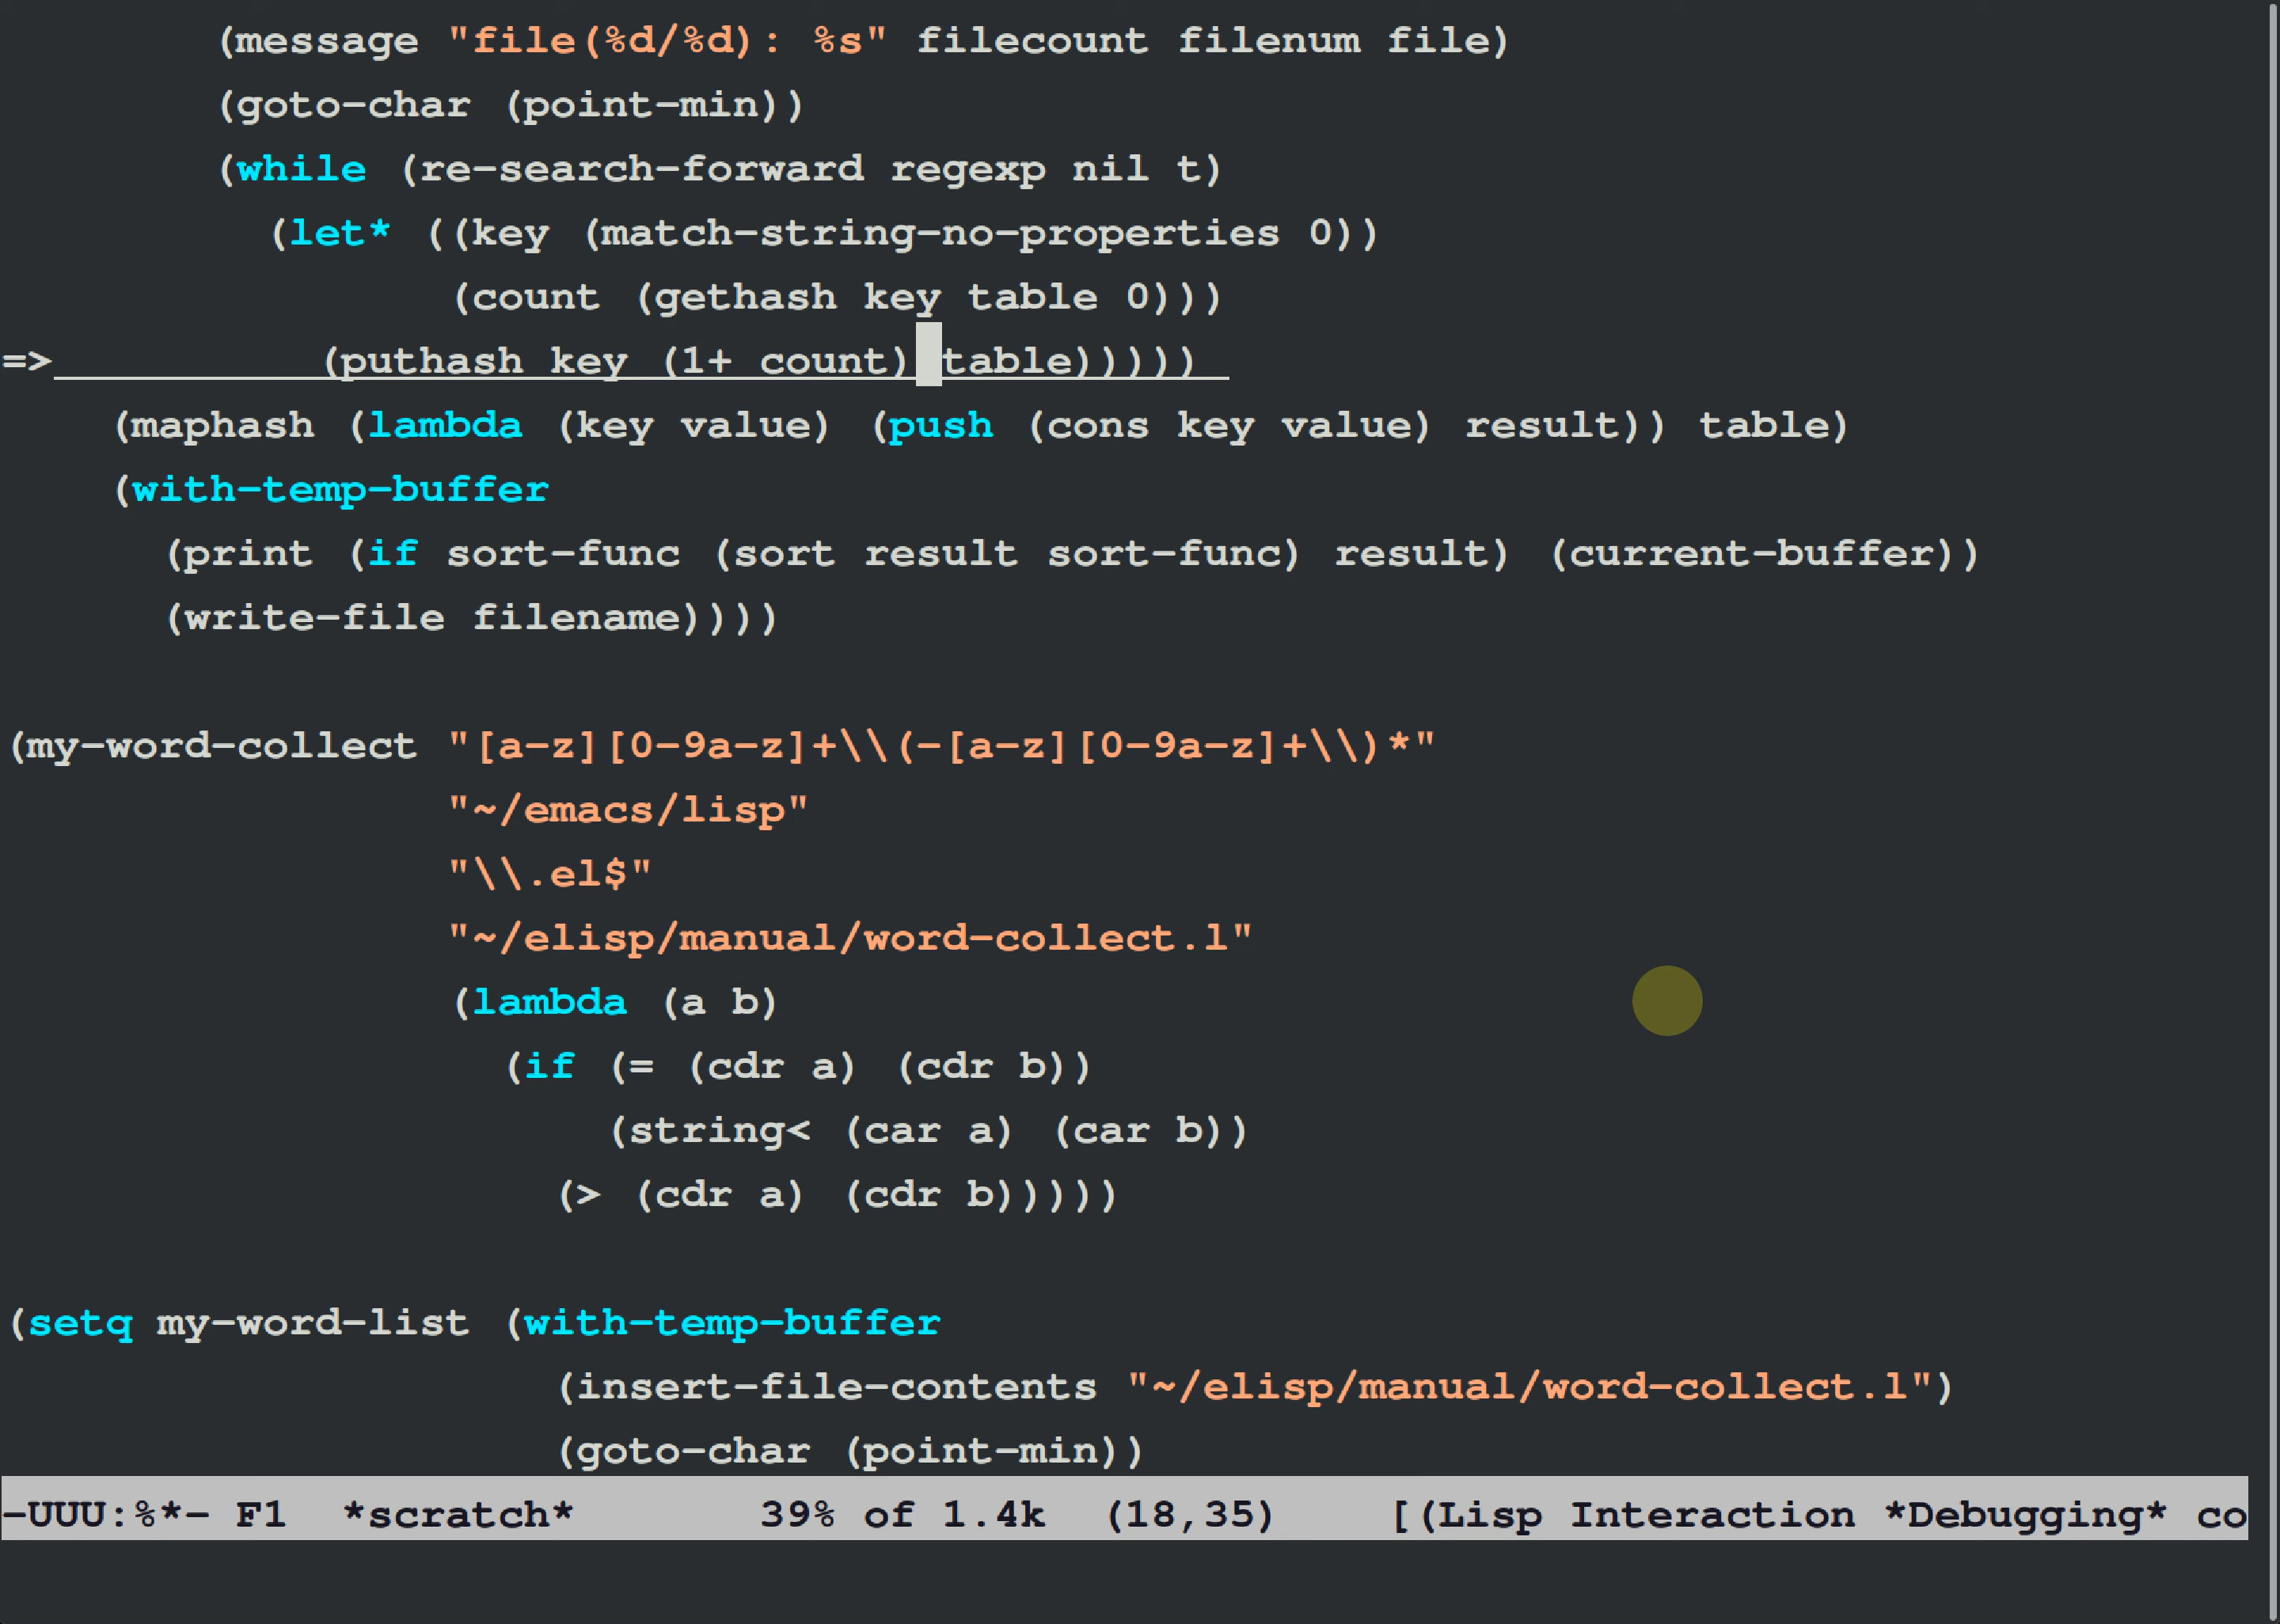 (message "file(%d/%d): %s" filecount filenum file)
(goto-char (point-min))
(while (re-search-forward regexp nil t)
(let* ((key (match-string-no-properties 0))
(count (gethash key table 0)))
=> (puthash key (1+ count) table)))))
(maphash (lambda (key value) (push (cons key value) result)) table)
(with-temp-buffer
(print (if sort-func (sort result sort-func) result) (current-buffer))
(write-file filename))))
(my-word-collect "[a-z][0-9a-z]+\\(-[a-z][0-9a-z]+\\)*"
"~/emacs/lisp"
"\\.el$"
"~/elisp/manual/word-collect.l"
(lambda (a b)
(if (= (cdr a) (cdr b))
(string< (car a) (car b))
(> (cdr a) (cdr b)))))
(setq my-word-list (with-temp-buffer
(insert-file-contents "~/elisp/manual/word-collect.l")
(goto-char (point-min))
-UUU:%*- F1 *scratch* 39% of 1.4k (18,35) [(Lisp Interaction *Debugging* co